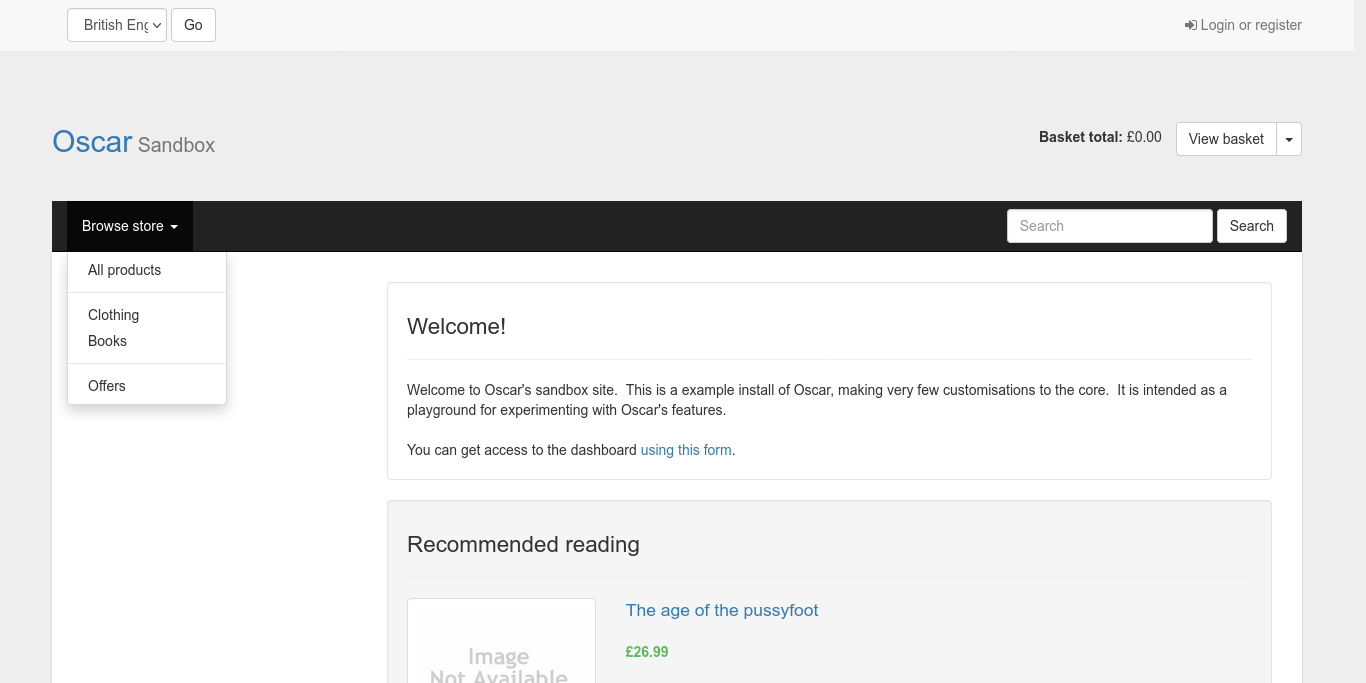 British Eng
Go
Login or register
Oscar Sandbox
Basket total: £0.00
View basket
Browse store
Search
Search
All products
Clothing
Books
Offers
Welcome!
Welcome to Oscar's sandbox site.  This is a example install of Oscar, making very few customisations to the core.  It is intended as a
playground for experimenting with Oscar's features.
You can get access to the dashboard using this form.
Recommended reading
The age of the pussyfoot
£26.99
Image
Not Available